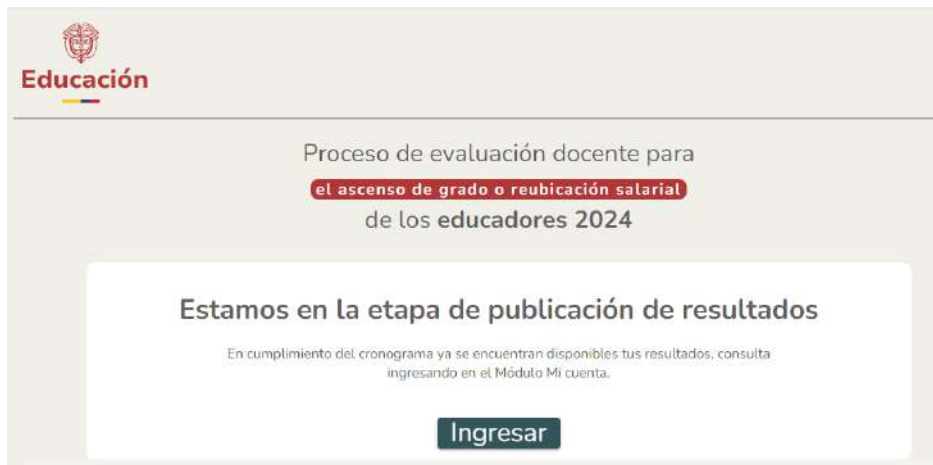 Educación
Proceso de evaluación docente para
el ascenso de grado o reubicación salarial
de los educadores 2024
Estamos en la etapa de publicación de resultados
En cumplimiento del cronograma ya se encuentran disponibles tus resultados, consulta
ingresando en el Módulo Mi cuenta.
Ingresar